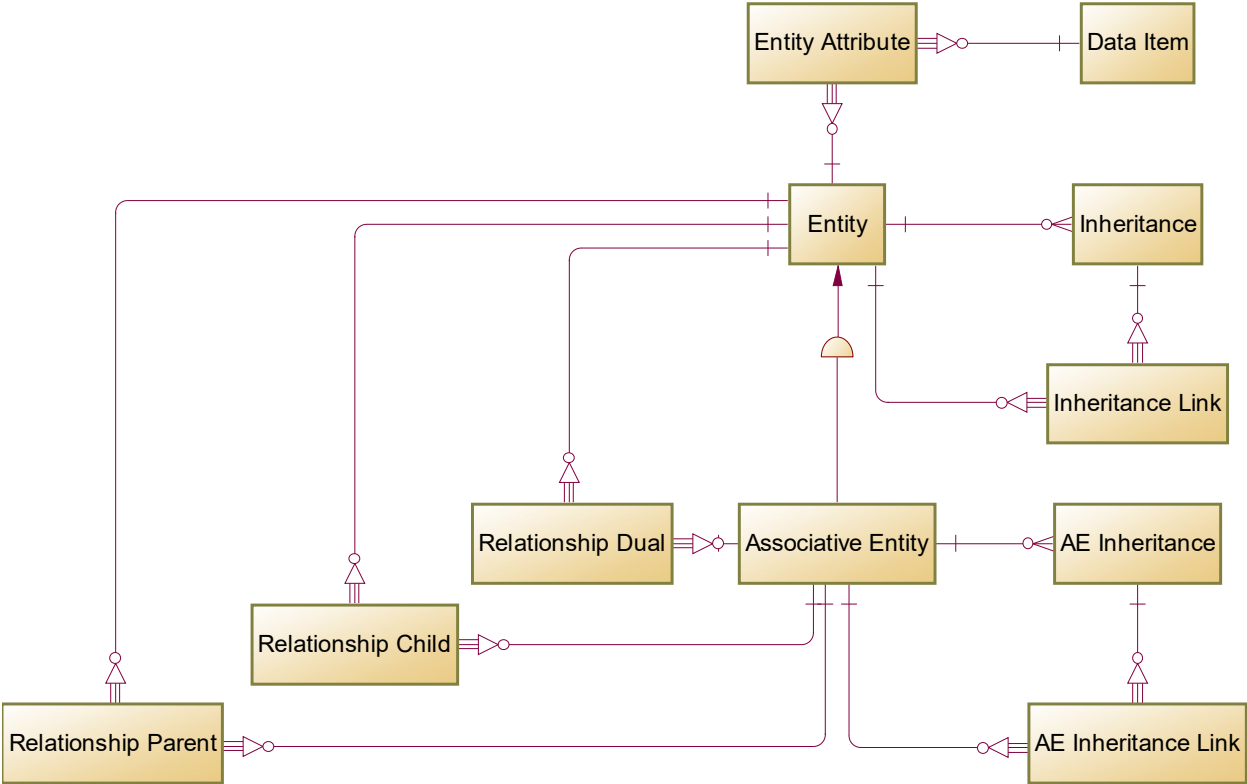 Entity Attribute
Data Item
Entity
Inheritance
Inheritance Link
Relationship Dual
Associative Entity
AE Inheritance
Relationship Child
Relationship Parent
AE Inheritance Link